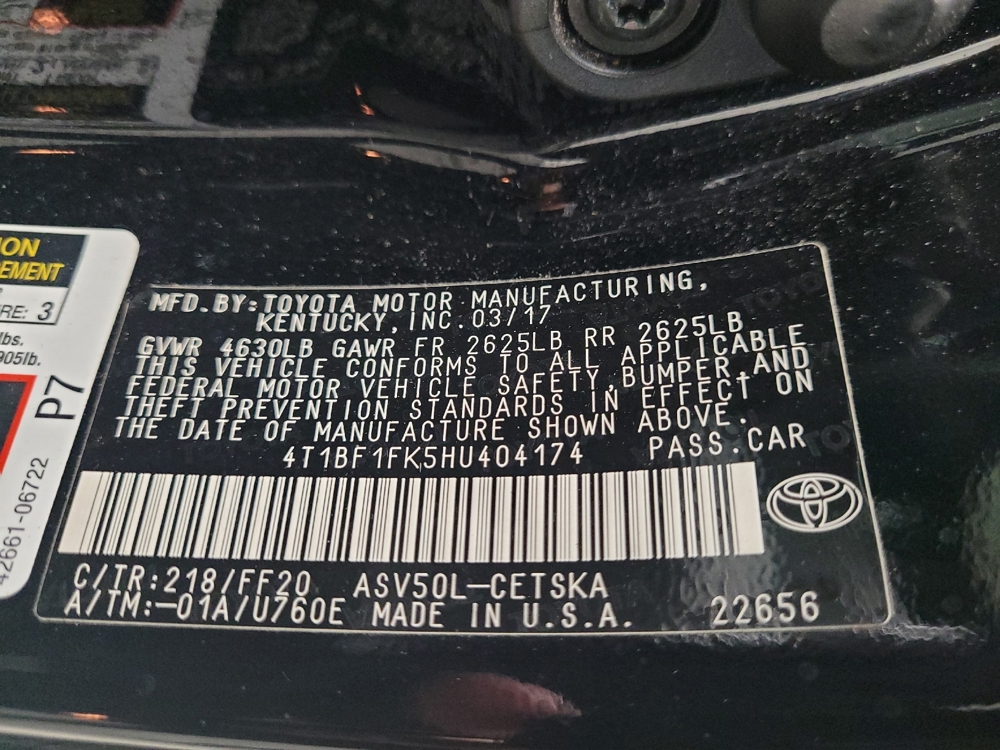 ION
EMENT
RE: 3
lbs.
905lb.
P7
42661-06722
MFD.BY:TOYOTA MOTOR MANUFACTURING,
KENTUCKY, INC. 03/17
GVWR 4630LB GAWR FR 2625LB RR 2625LB
THIS VEHICLE CONFORMS TO ALL APPLICABLE
FEDERAL MOTOR VEHICLE SAFETY,BUMPER,AND
THEFT PREVENTION STANDARDS IN EFFECT ON
THE DATE OF MANUFACTURE SHOWN ABOVE.
4T1BF1FK5HU404174 PASS.CAR
C/TR:218/FF20 ASV50L-CETSKA
A/TM:-01A/U760E MADE IN U.S.A. 22656